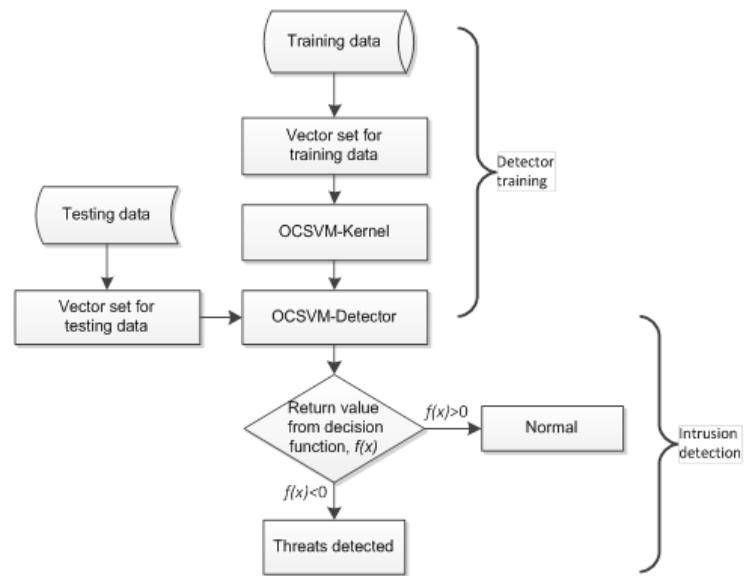 Training data
Vector set for
training data
Detector
training
Testing data
OCSVM-Kernel
Vector set for
testing data
OCSVM-Detector
Return value
from decision
function, f(x)
f(x)>0
Normal
Intrusion
detection
f(x)<0
Threats detected